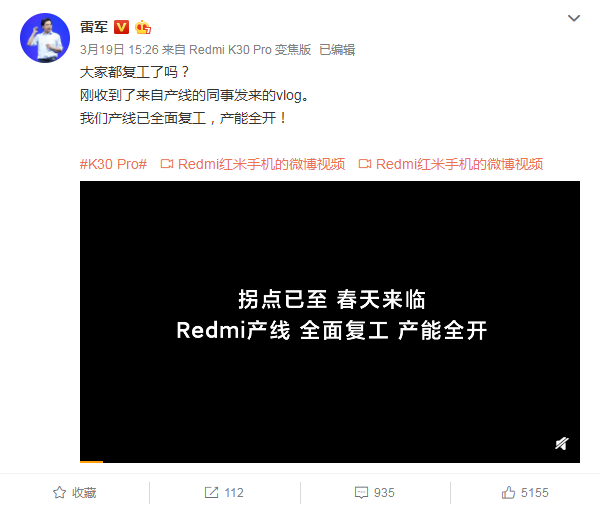 雷军
3月19日 15:26 来自 Redmi K30 Pro 变焦版 已编辑
大家都复工了吗？
刚收到了来自产线的同事发来的vlog。
我们产线已全面复工，产能全开！
#K30 Pro# Redmi红米手机的微博视频 Redmi红米手机的微博视频
拐点已至 春天来临
Redmi产线 全面复工 产能全开
收藏 112 935 5155